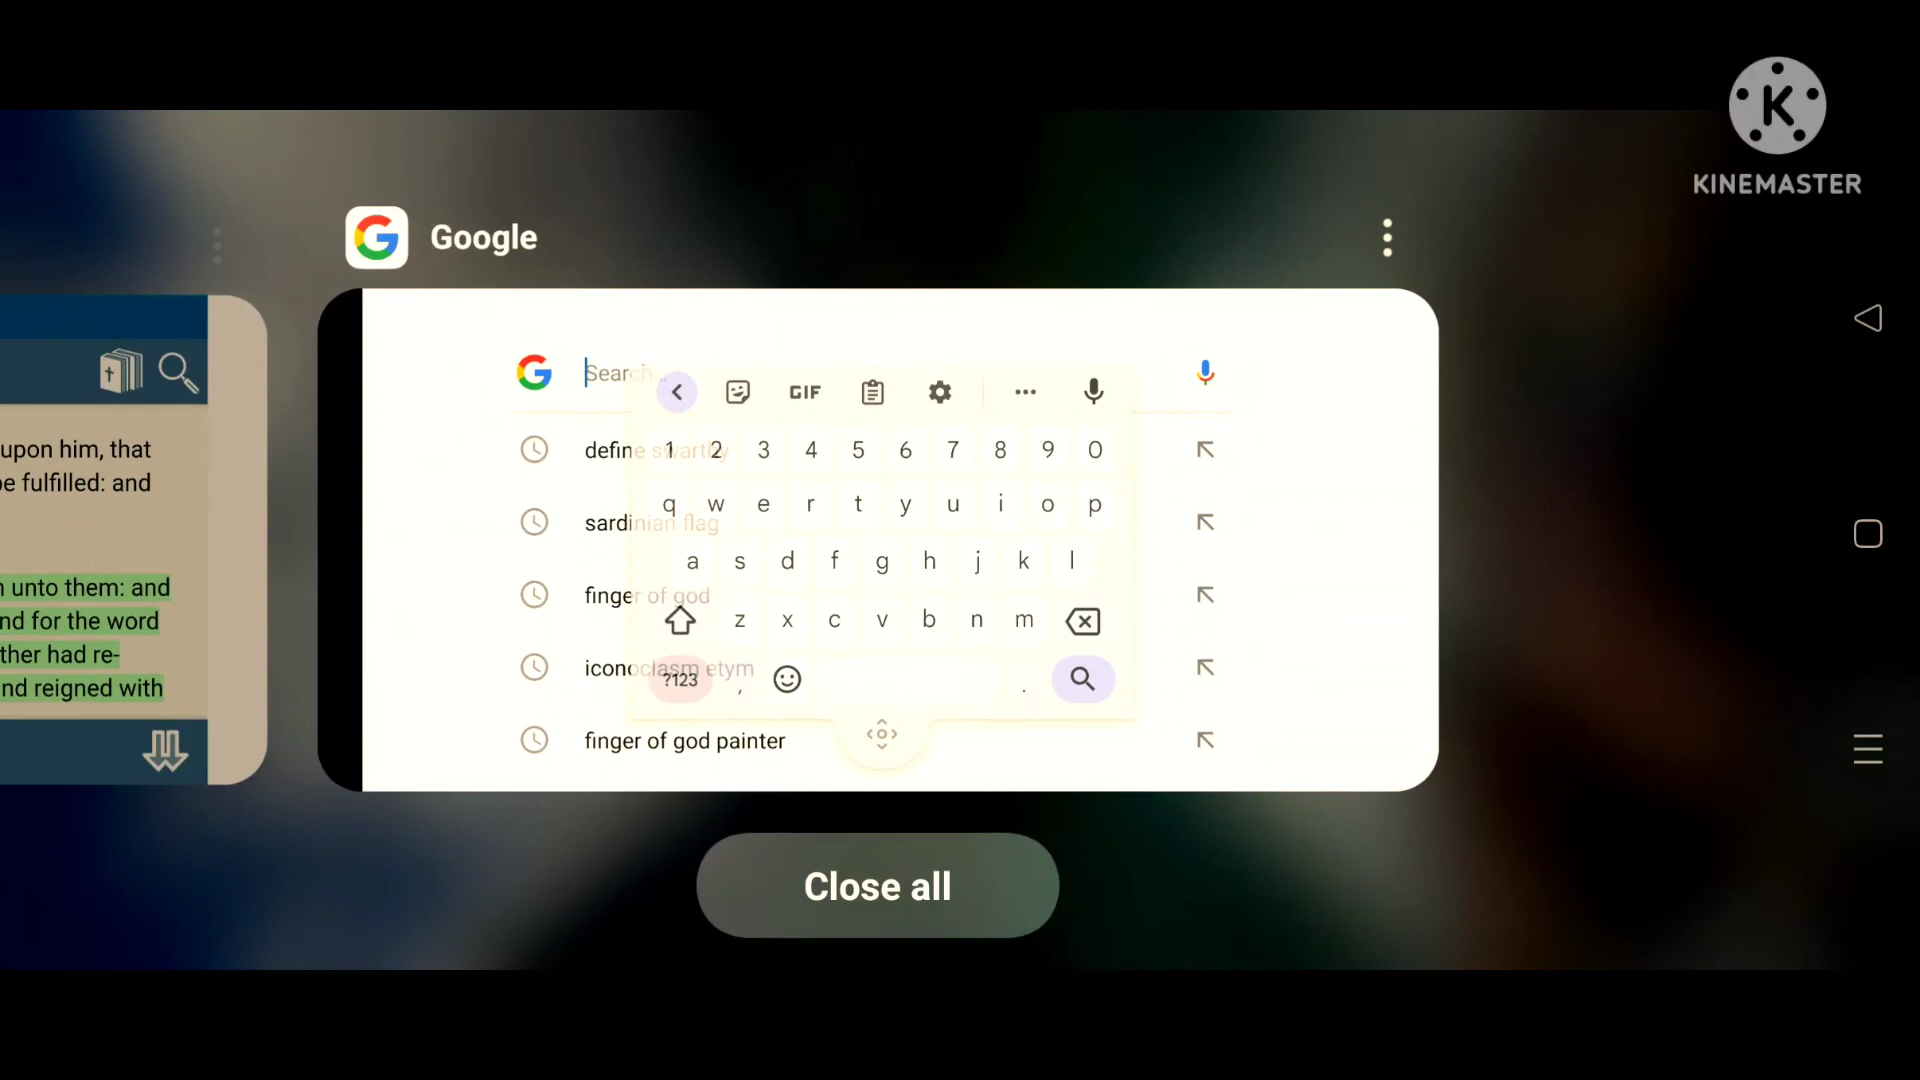 KINEMASTER
Google
upon him, that
be fulfilled: and
unto them: and
and for the word
ther had re-
and reigned with
Search...
define swarthy
sardinian flag
finger of god
iconoclasm etym
finger of god painter
GIF
1 2 3 4 5 6 7 8 9 0
q w e r t y u i o p
a s d f g h j k l
z x c v b n m
?123 , .
Close all